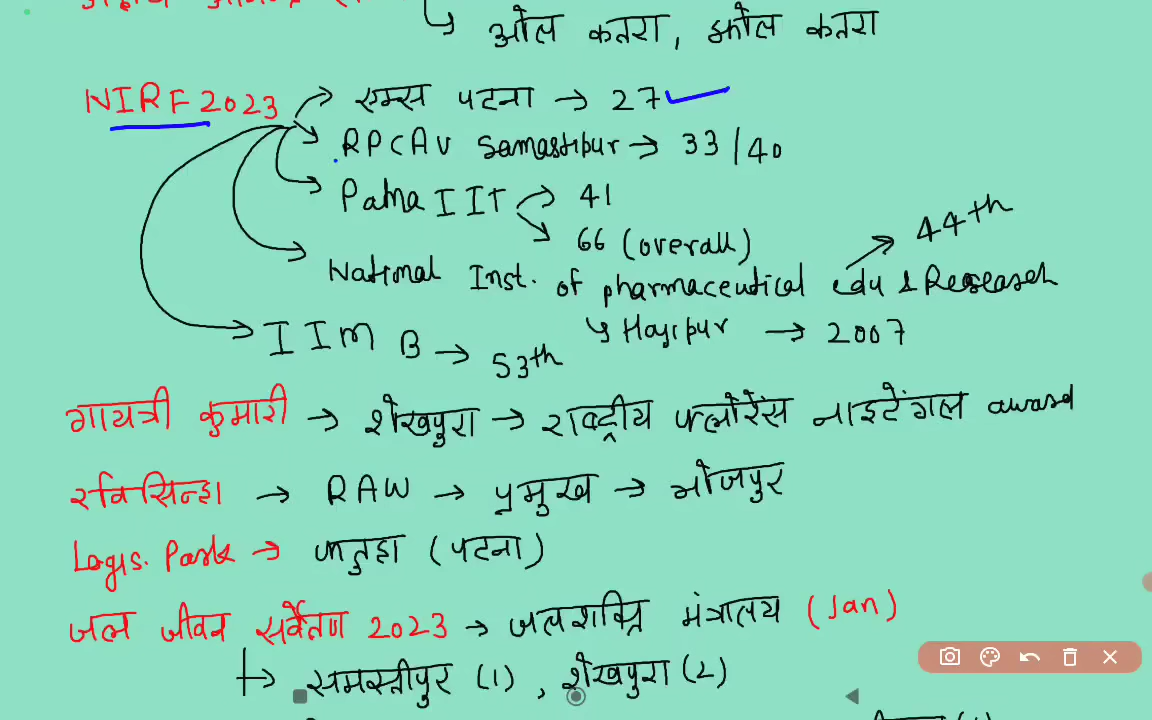 ओल कतरा, झोल कतरा
NIRF 2023 एम्स पटना → 27
RPCAU Samastipur → 33/40
Patna IIT → 41
66 (overall)
44th
National Inst. of pharmaceutical edu & Research
↳ Hajipur → 2007
IIM B → 53th
गायत्री कुमारी → शेखपुरा → राष्ट्रीय फ्लोरेंस नाइटेंगल award
रवि सिन्हा → RAW → प्रमुख → भोजपुर
Logis. Park → फतुहा (पटना)
जल जीवन सर्वेक्षण 2023 → जलशक्ति मंत्रालय (Jan)
→ समस्तीपुर (1), शेखपुरा (2)